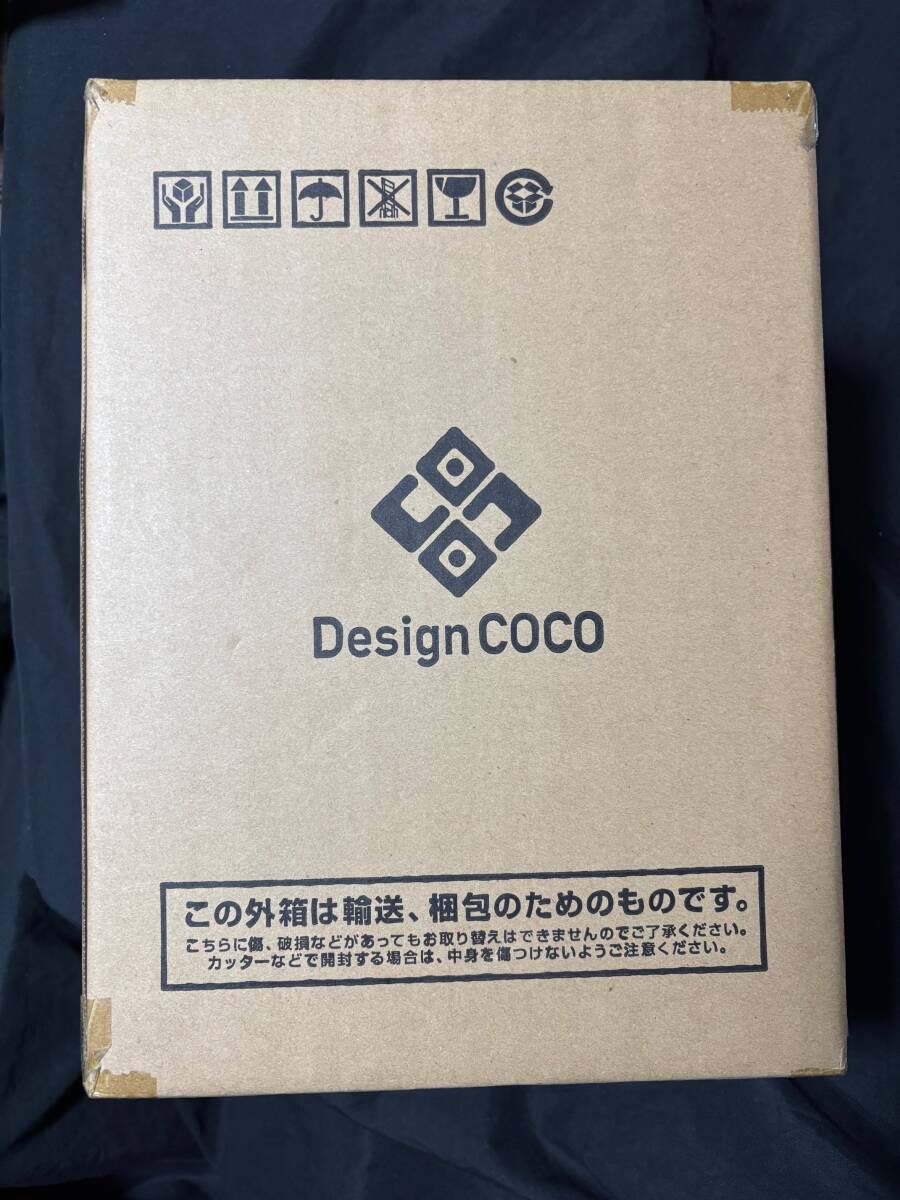 Design COCO
この外箱は輸送、梱包のためのものです。
こちらに傷、破損などがあってもお取り替えはできませんのでご了承ください。
カッターなどで開封する場合は、中身を傷つけないようご注意ください。